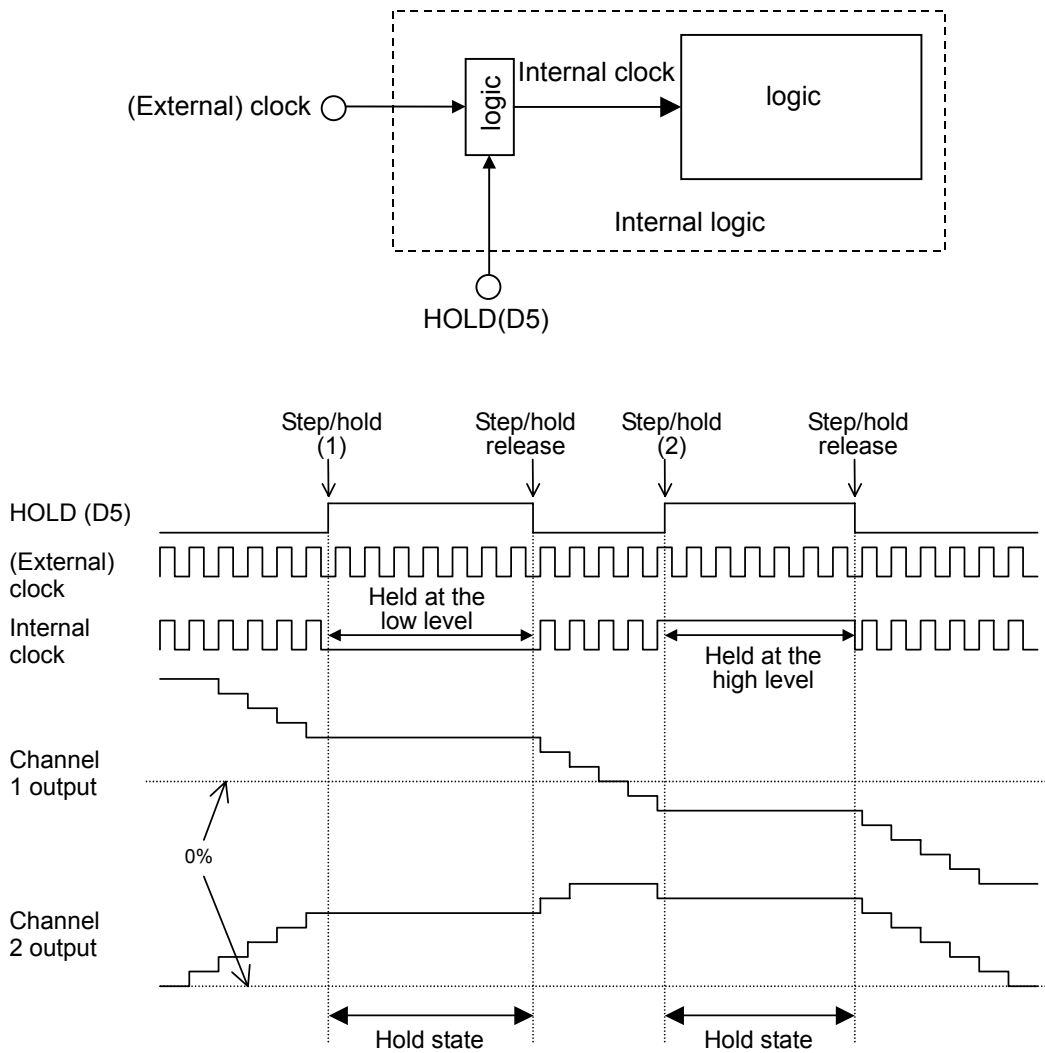 (External) clock
logic
Internal clock
logic
Internal logic
HOLD(D5)
Step/hold
(1)
Step/hold
release
Step/hold
(2)
Step/hold
release
HOLD (D5)
(External)
clock
Held at the
low level
Internal
clock
Held at the
high level
Channel
1 output
0%
Channel
2 output
Hold state
Hold state